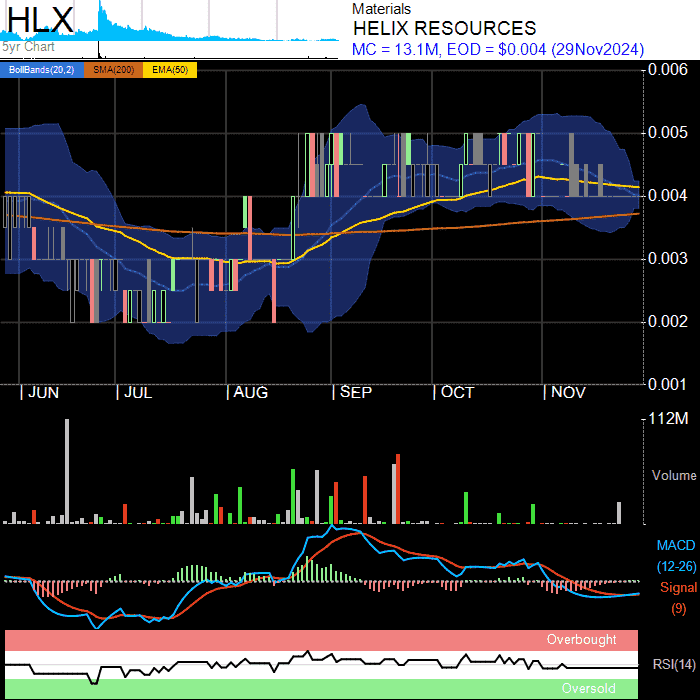 HLX
5yr Chart
Materials
HELIX RESOURCES
MC = 13.1M, EOD = $0.004 (29Nov2024)
BollBands(20,2) SMA(200) EMA(50)
0.006
0.005
0.004
0.003
0.002
0.001
JUN JUL AUG SEP OCT NOV
112M
Volume
MACD
(12-26)
Signal
(9)
Overbought
RSI(14)
Oversold